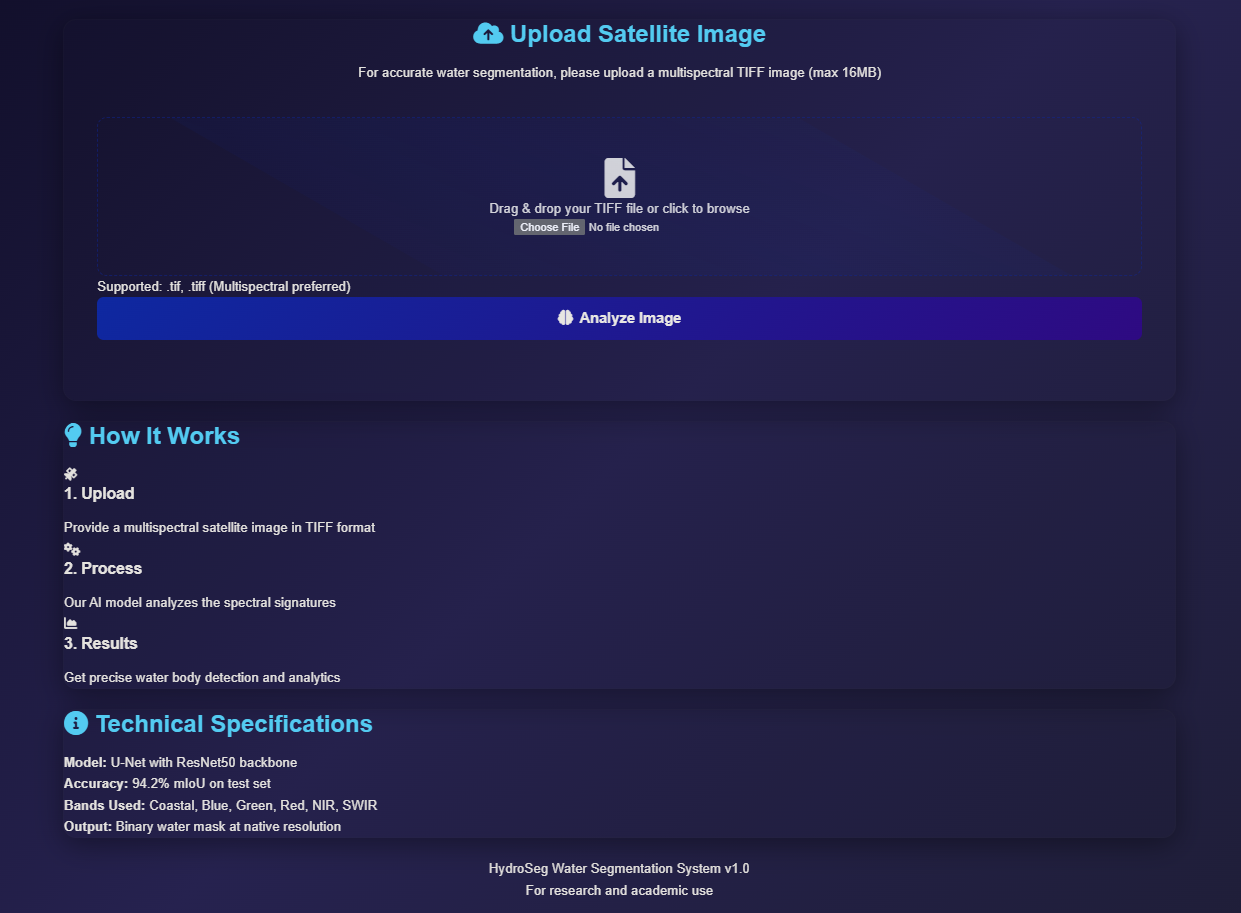 Upload Satellite Image
For accurate water segmentation, please upload a multispectral TIFF image (max 16MB)
Drag & drop your TIFF file or click to browse
Choose File No file chosen
Supported: .tif, .tiff (Multispectral preferred)
Analyze Image
How It Works
1. Upload
Provide a multispectral satellite image in TIFF format
2. Process
Our AI model analyzes the spectral signatures
3. Results
Get precise water body detection and analytics
Technical Specifications
Model: U-Net with ResNet50 backbone
Accuracy: 94.2% mIoU on test set
Bands Used: Coastal, Blue, Green, Red, NIR, SWIR
Output: Binary water mask at native resolution
HydroSeg Water Segmentation System v1.0
For research and academic use